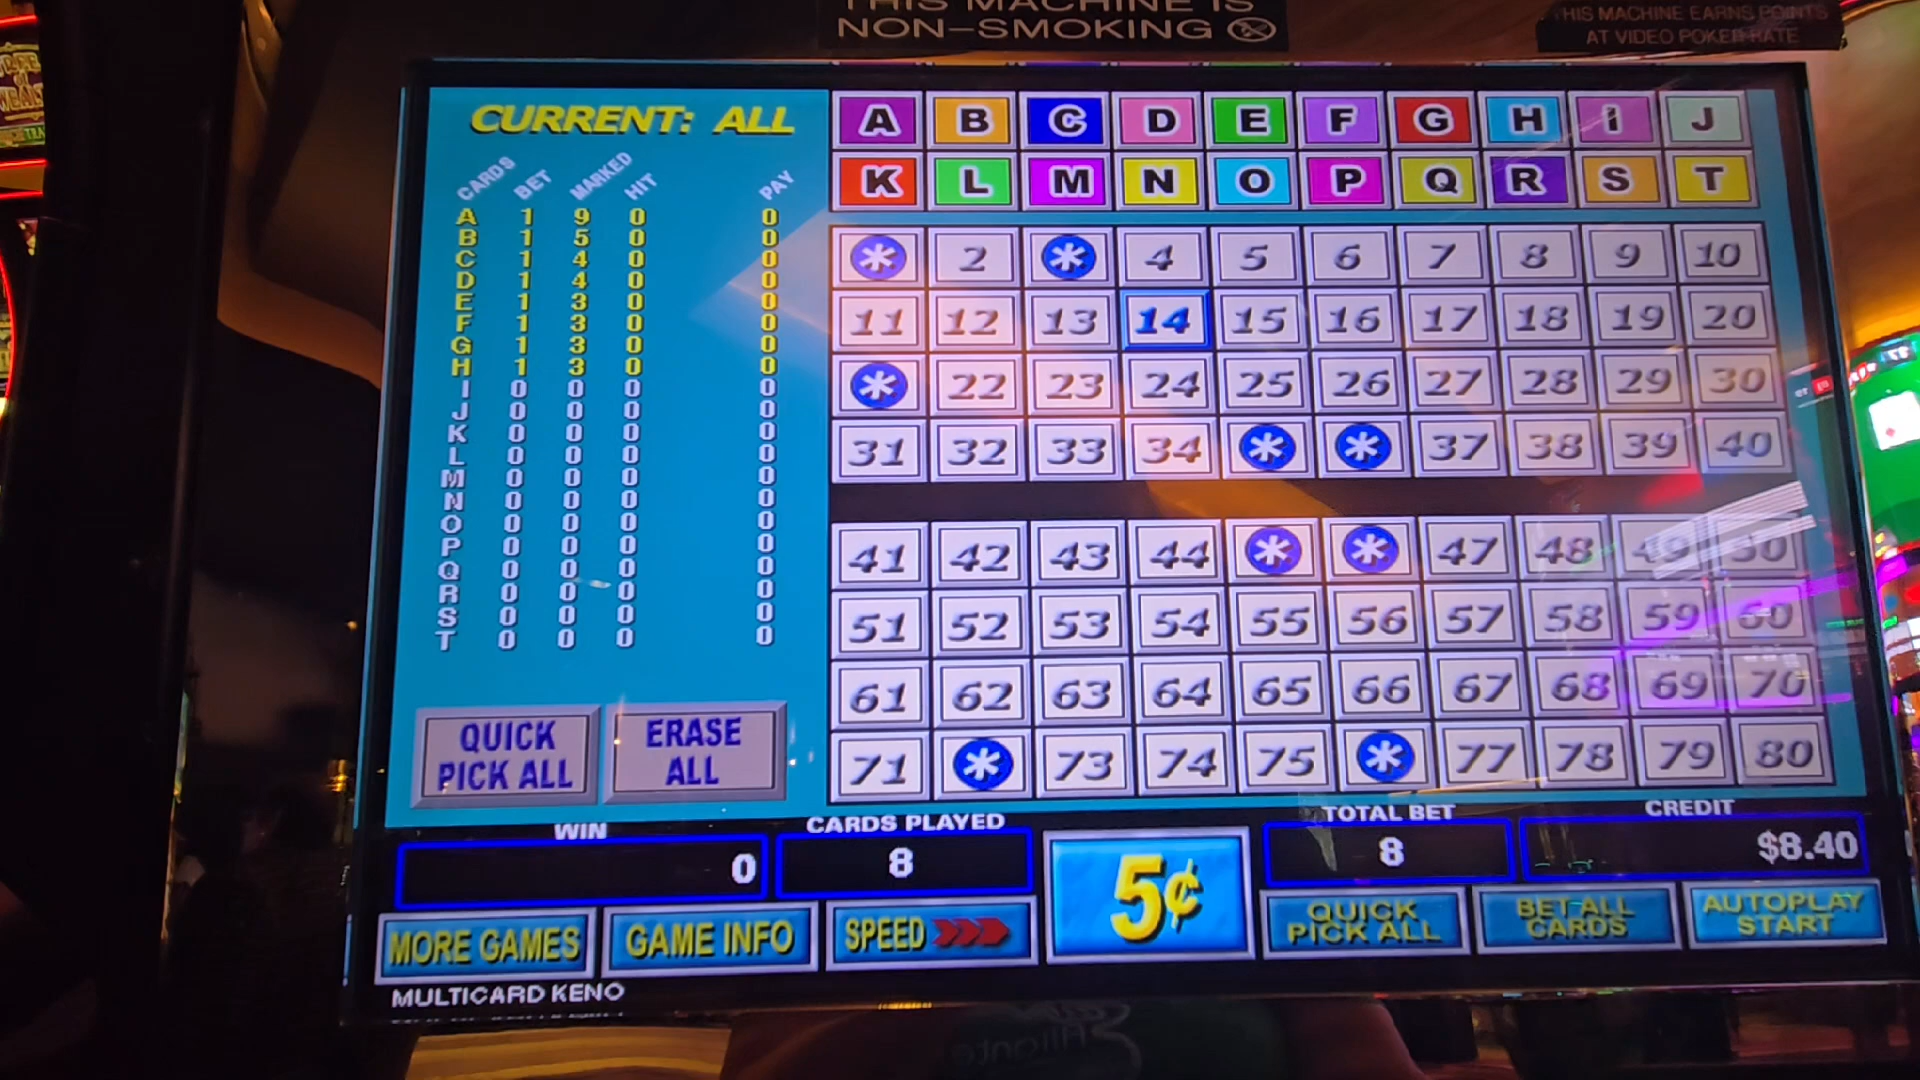 THIS MACHINE IS
NON-SMOKING
THIS MACHINE EARNS POINTS
AT VIDEO POKER RATE
CURRENT: ALL
A B C D E F G H I J
K L M N O P Q R S T
CARDS BET MARKED HIT PAY
A 1 9 0 0
B 1 5 0 0
C 1 4 0 0
D 1 4 0 0
E 1 3 0 0
F 1 3 0 0
G 1 3 0 0
H 1 3 0 0
I 0 0 0 0
J 0 0 0 0
K 0 0 0 0
L 0 0 0 0
M 0 0 0 0
N 0 0 0 0
O 0 0 0 0
P 0 0 0 0
Q 0 0 0 0
R 0 0 0 0
S 0 0 0 0
T 0 0 0 0
* 2 * 4 5 6 7 8 9 10
11 12 13 14 15 16 17 18 19 20
* 22 23 24 25 26 27 28 29 30
31 32 33 34 * * 37 38 39 40
41 42 43 44 * * 47 48 49 50
51 52 53 54 55 56 57 58 59 60
61 62 63 64 65 66 67 68 69 70
71 * 73 74 75 * 77 78 79 80
QUICK PICK ALL
ERASE ALL
WIN
0
CARDS PLAYED
8
5¢
TOTAL BET
8
CREDIT
$8.40
MORE GAMES
GAME INFO
SPEED
QUICK PICK ALL
BET ALL CARDS
AUTOPLAY START
MULTICARD KENO